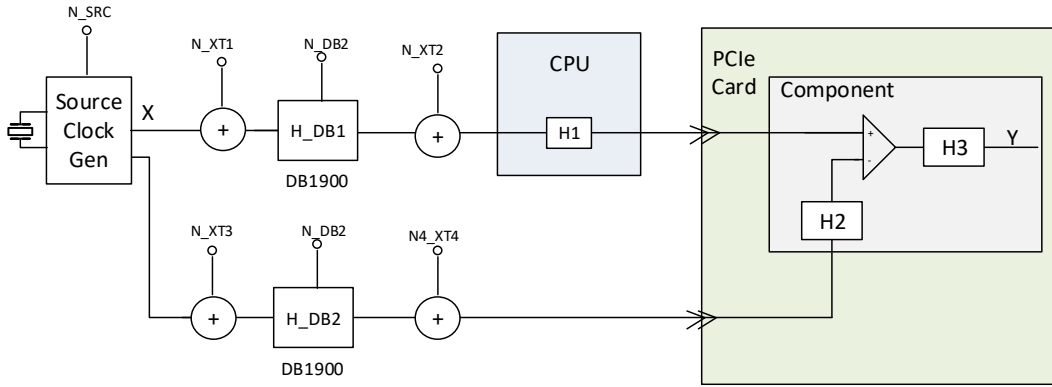 N_SRC
N_XT1
N_DB2
N_XT2
Source
Clock
Gen
X
+
H_DB1
DB1900
+
CPU
H1
PCIe
Card
Component
+
-
H3
Y
H2
N_XT3
N_DB2
N4_XT4
+
H_DB2
DB1900
+